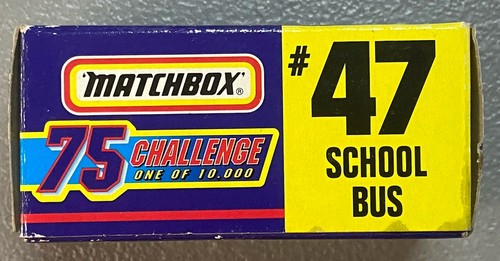 'MATCHBOX'®
75 CHALLENGE
ONE OF 10.000
#47
SCHOOL
BUS